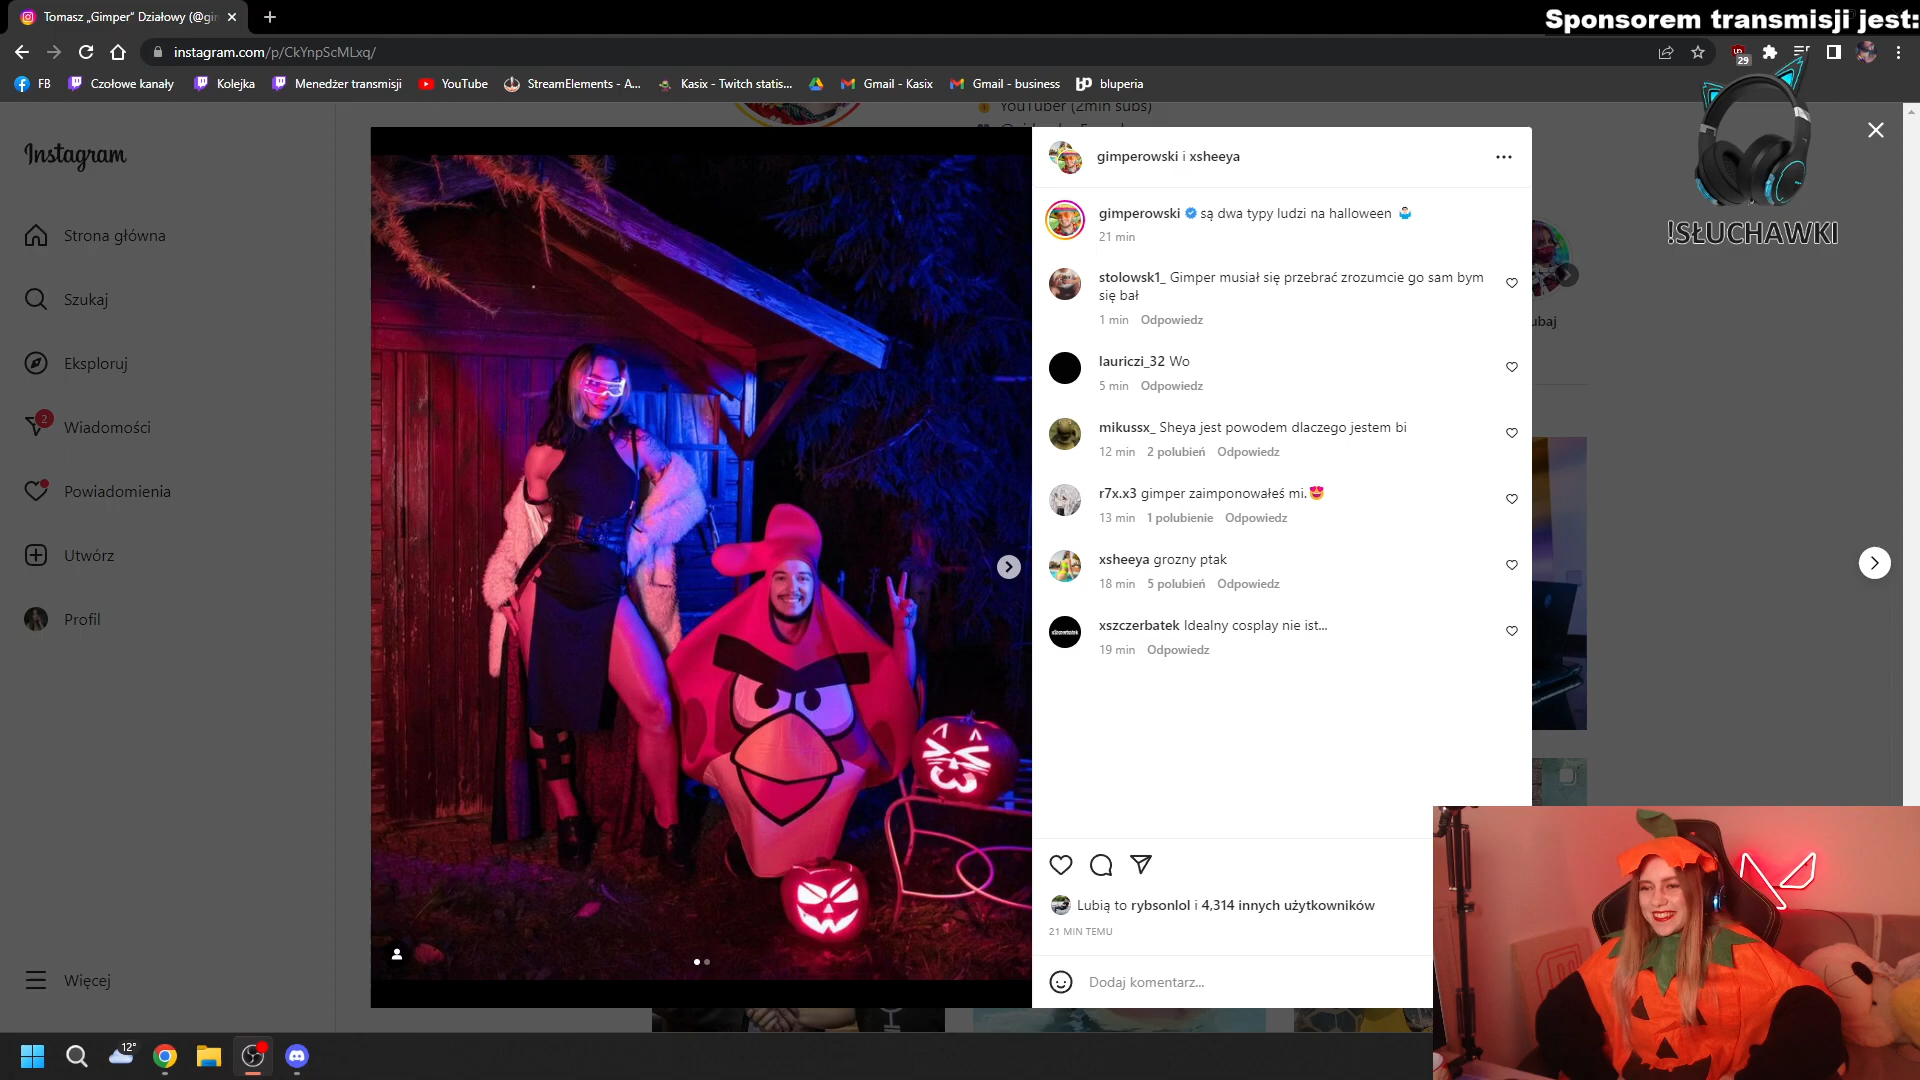 Tomasz „Gimper” Działowy (@gin
Sponsorem transmisji jest:
instagram.com/p/CkYnpScMLxq/
29
FB
Czołowe kanały
Kolejka
Menedżer transmisji
YouTube
StreamElements - A...
Kasix - Twitch statis...
Gmail - Kasix
Gmail - business
bluperia
YouTuber (2min subs)
Instagram
gimperowski i xsheeya
gimperowski są dwa typy ludzi na halloween
21 min
!SŁUCHAWKI
Strona główna
Szukaj
Eksploruj
2
Wiadomości
Powiadomienia
Utwórz
Profil
Więcej
stolowsk1_ Gimper musiał się przebrać zrozumcie go sam bym
się bał
1 min Odpowiedz
ubaj
lauriczi_32 Wo
5 min Odpowiedz
mikussx_ Sheya jest powodem dlaczego jestem bi
12 min 2 polubień Odpowiedz
r7x.x3 gimper zaimponowałeś mi.😍
13 min 1 polubienie Odpowiedz
xsheeya grozny ptak
18 min 5 polubień Odpowiedz
xszczerbatek Idealny cosplay nie ist...
19 min Odpowiedz
Lubią to rybsonlol i 4,314 innych użytkowników
21 MIN TEMU
Dodaj komentarz...
12°